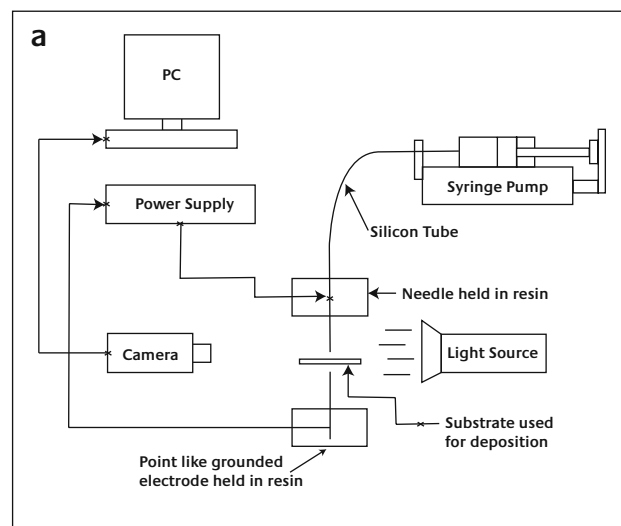 a
PC
Syringe Pump
Power Supply
Silicon Tube
Needle held in resin
Camera
Light Source
Substrate used
for deposition
Point like grounded
electrode held in resin